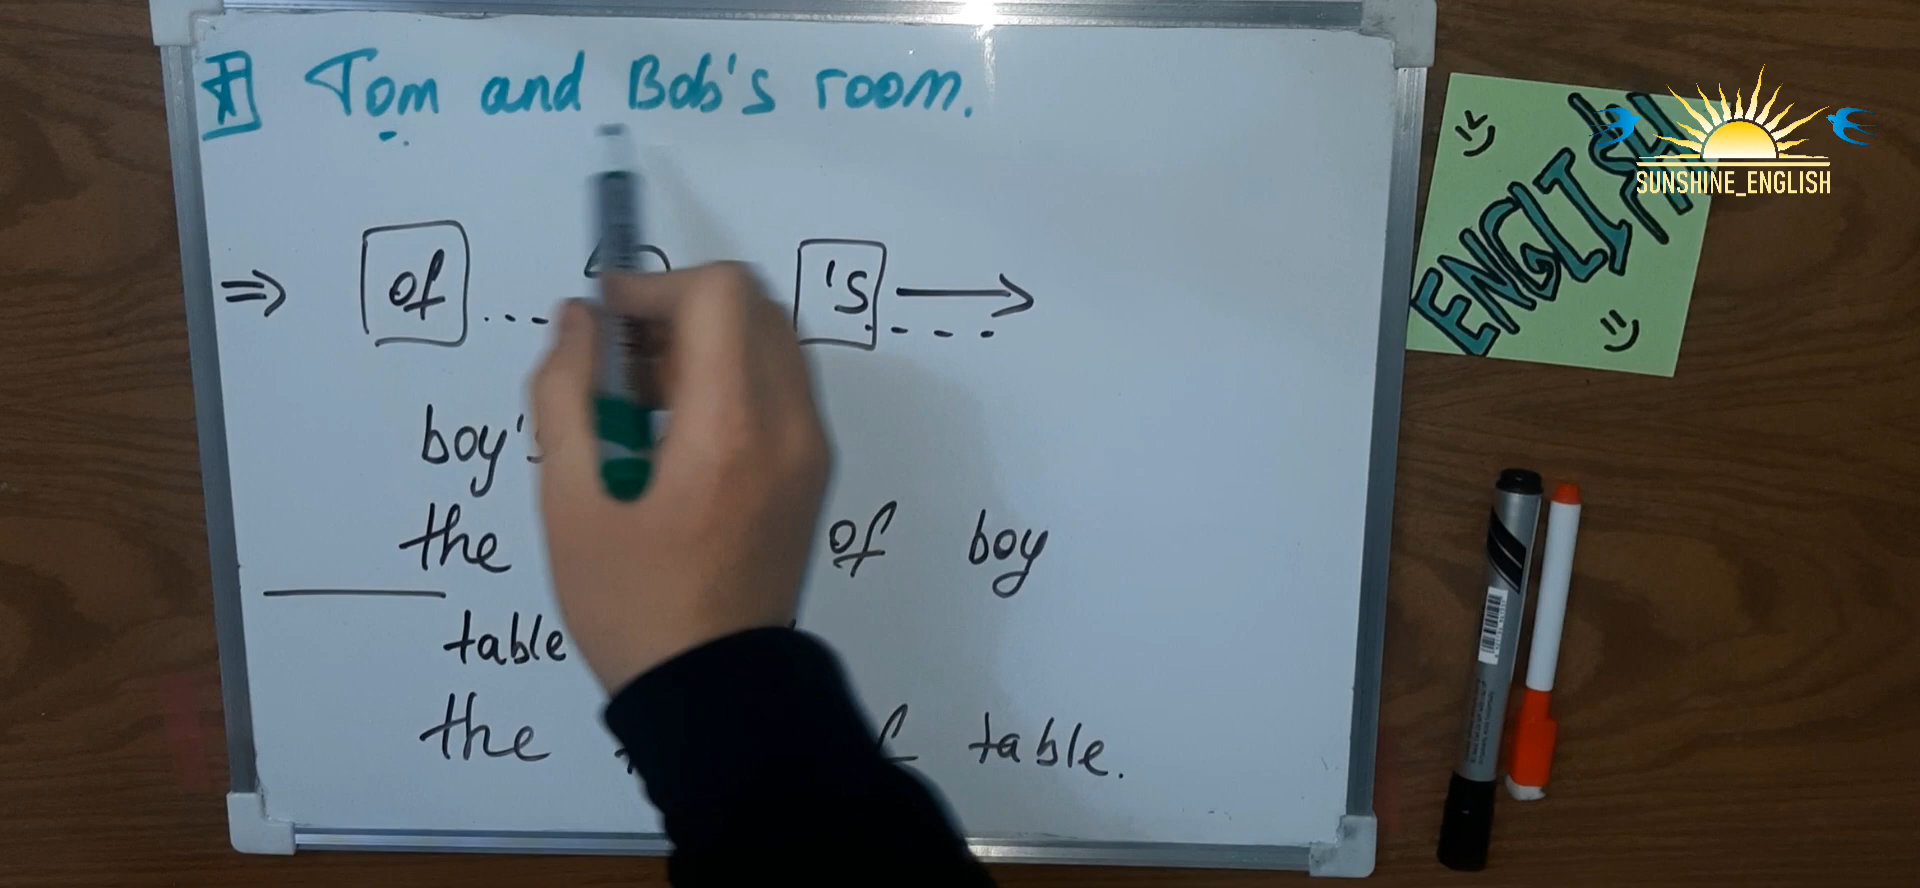 Tom and Bob's room.
⇒ of ... 's →
boy's
the of boy
table
the table.
ENGLISH
SUNSHINE_ENGLISH